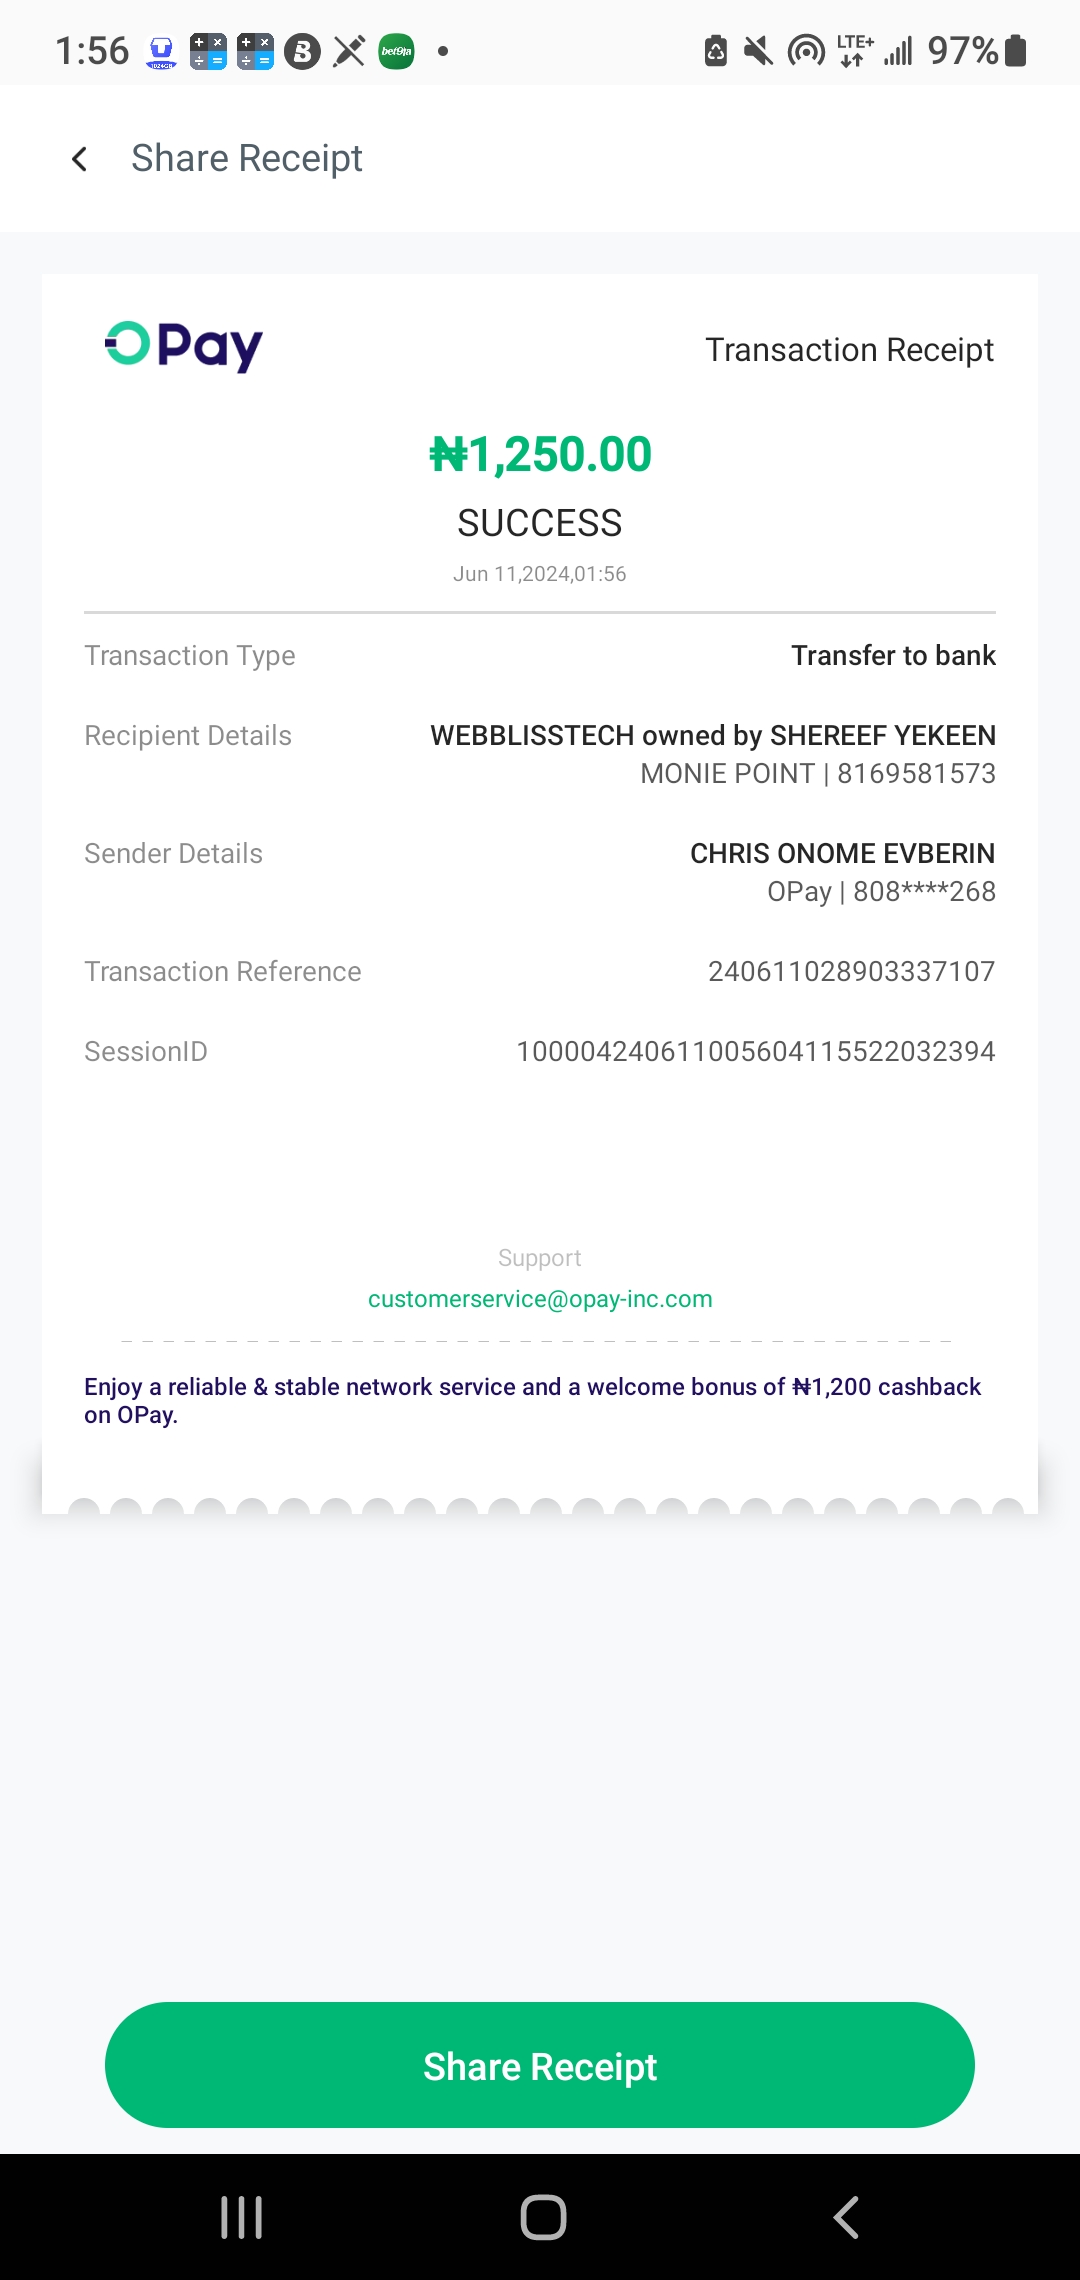 1:56
1024GB
B
bet9ja
LTE+
97%
Share Receipt
OPay
Transaction Receipt
₦1,250.00
SUCCESS
Jun 11,2024,01:56
Transaction Type
Transfer to bank
Recipient Details
WEBBLISSTECH owned by SHEREEF YEKEEN
MONIE POINT | 8169581573
Sender Details
CHRIS ONOME EVBERIN
OPay | 808****268
Transaction Reference
240611028903337107
SessionID
100004240611005604115522032394
Support
customerservice@opay-inc.com
Enjoy a reliable & stable network service and a welcome bonus of ₦1,200 cashback
on OPay.
Share Receipt